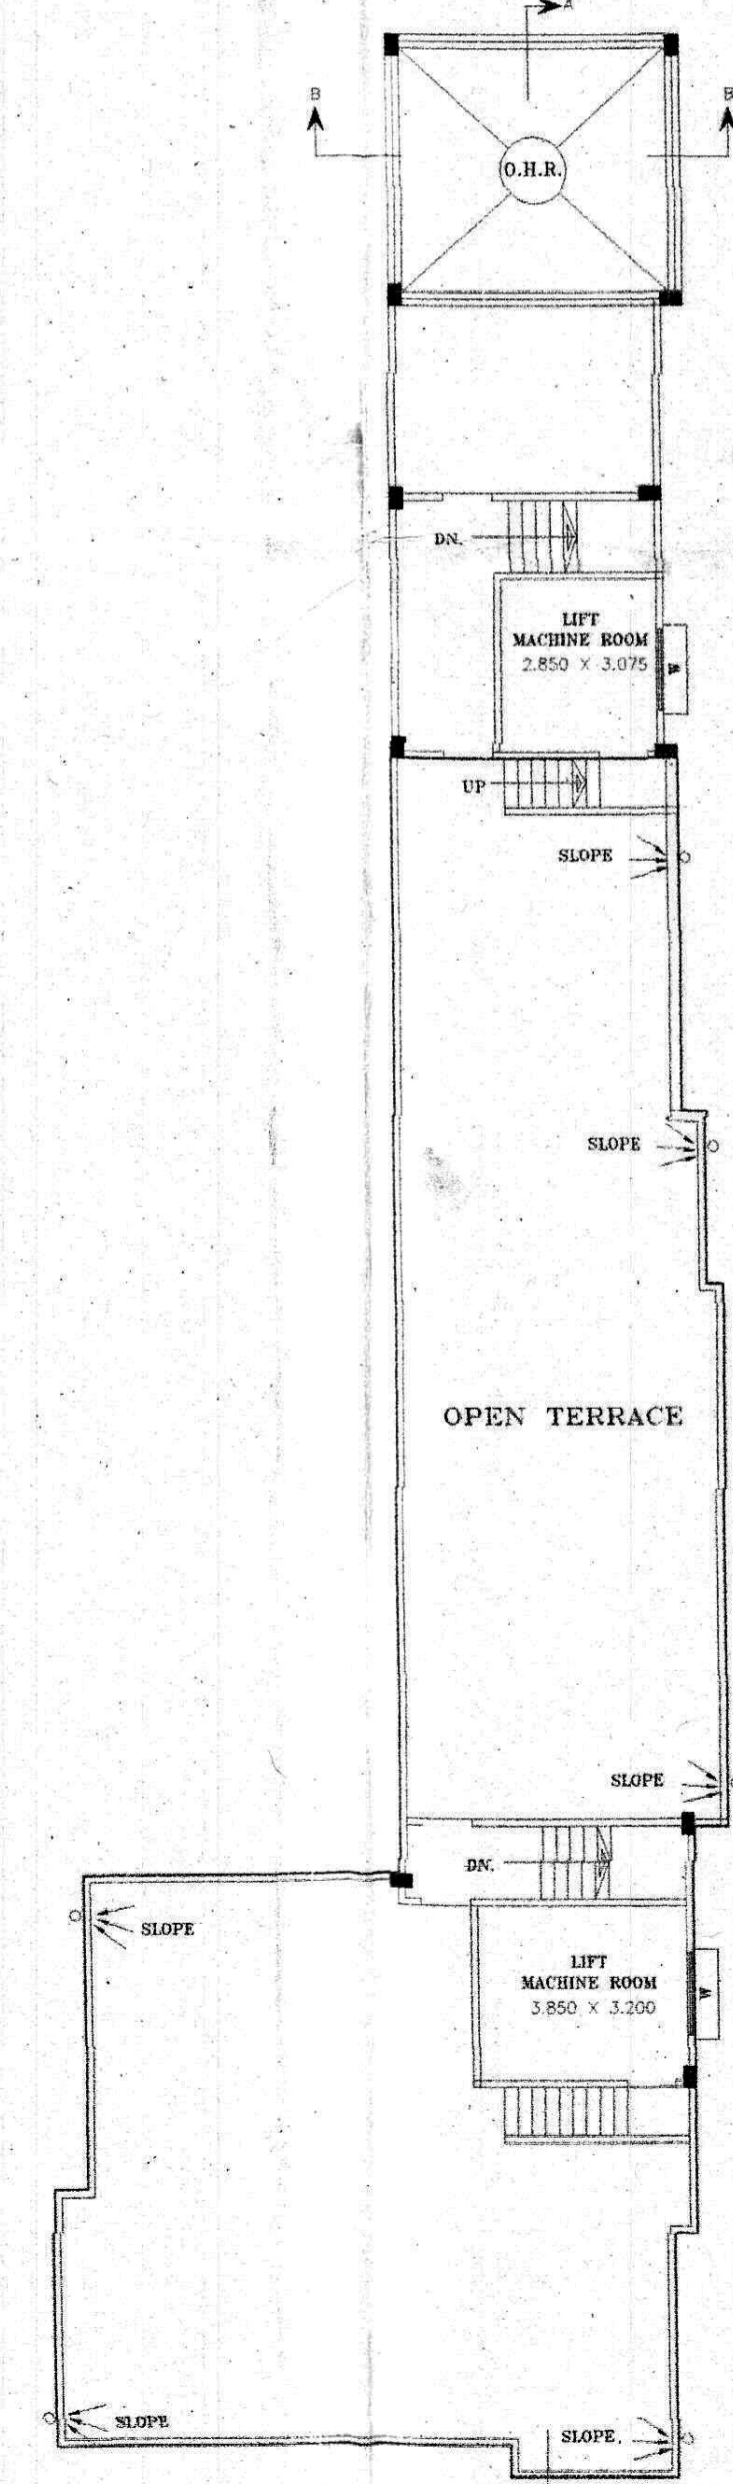 A
B
B
O.H.R.
DN.
LIFT
MACHINE ROOM
2.850 X 3.075
W
UP
SLOPE
SLOPE
OPEN TERRACE
SLOPE
DN.
SLOPE
LIFT
MACHINE ROOM
3.850 X 3.200
W
SLOPE
SLOPE.